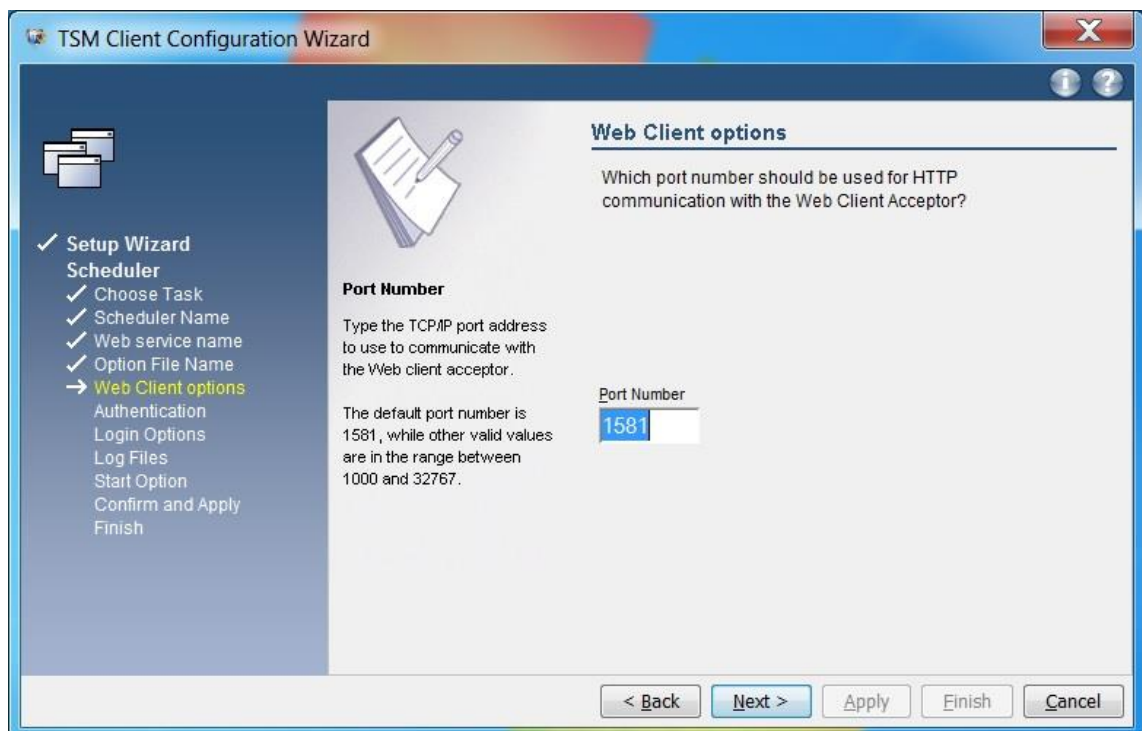 TSM Client Configuration Wizard
Setup Wizard
Scheduler
Choose Task
Scheduler Name
Web service name
Option File Name
Web Client options
Authentication
Login Options
Log Files
Start Option
Confirm and Apply
Finish
Port Number
Type the TCP/IP port address
to use to communicate with
the Web client acceptor.
The default port number is
1581, while other valid values
are in the range between
1000 and 32767.
Web Client options
Which port number should be used for HTTP
communication with the Web Client Acceptor?
Port Number
1581
< Back
Next >
Apply
Finish
Cancel